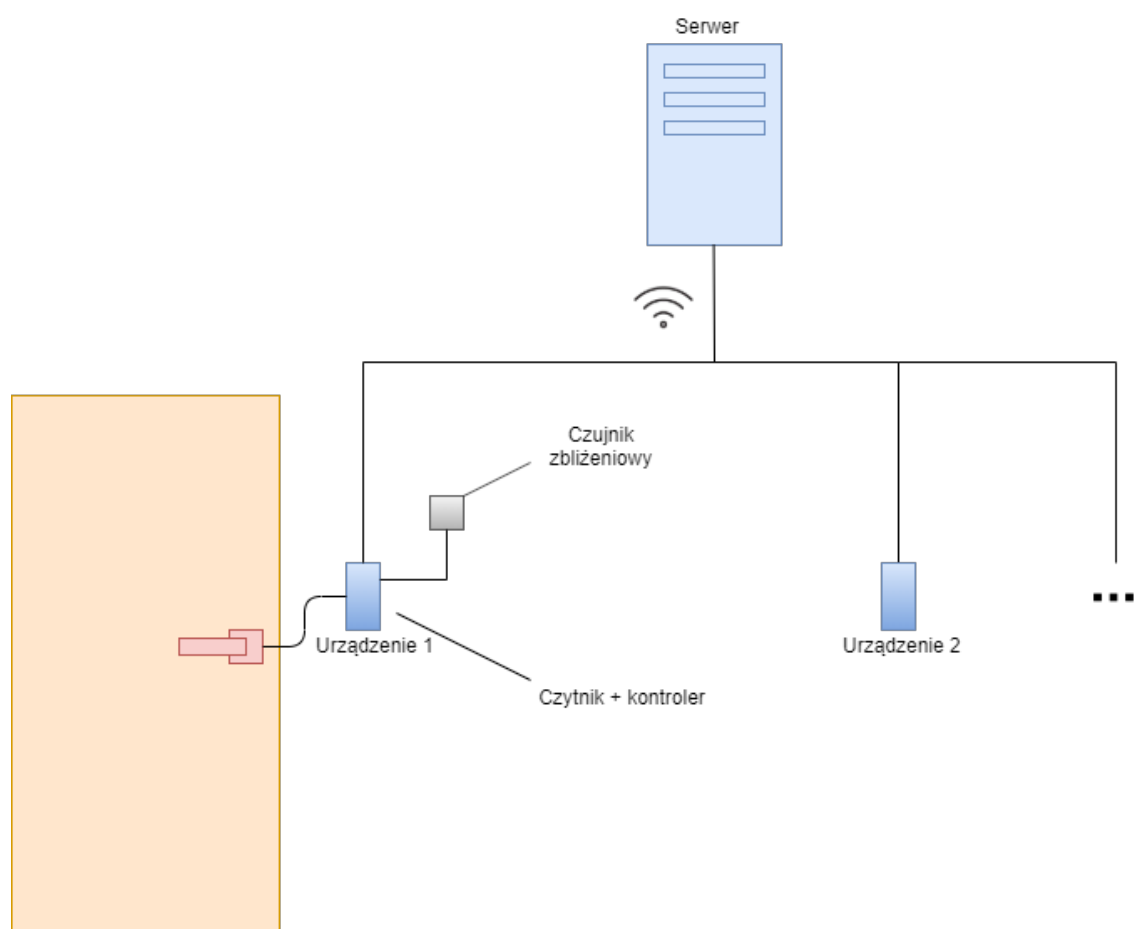 Serwer
Czujnik
zbliżeniowy
Urządzenie 1
Urządzenie 2
Czytnik + kontroler